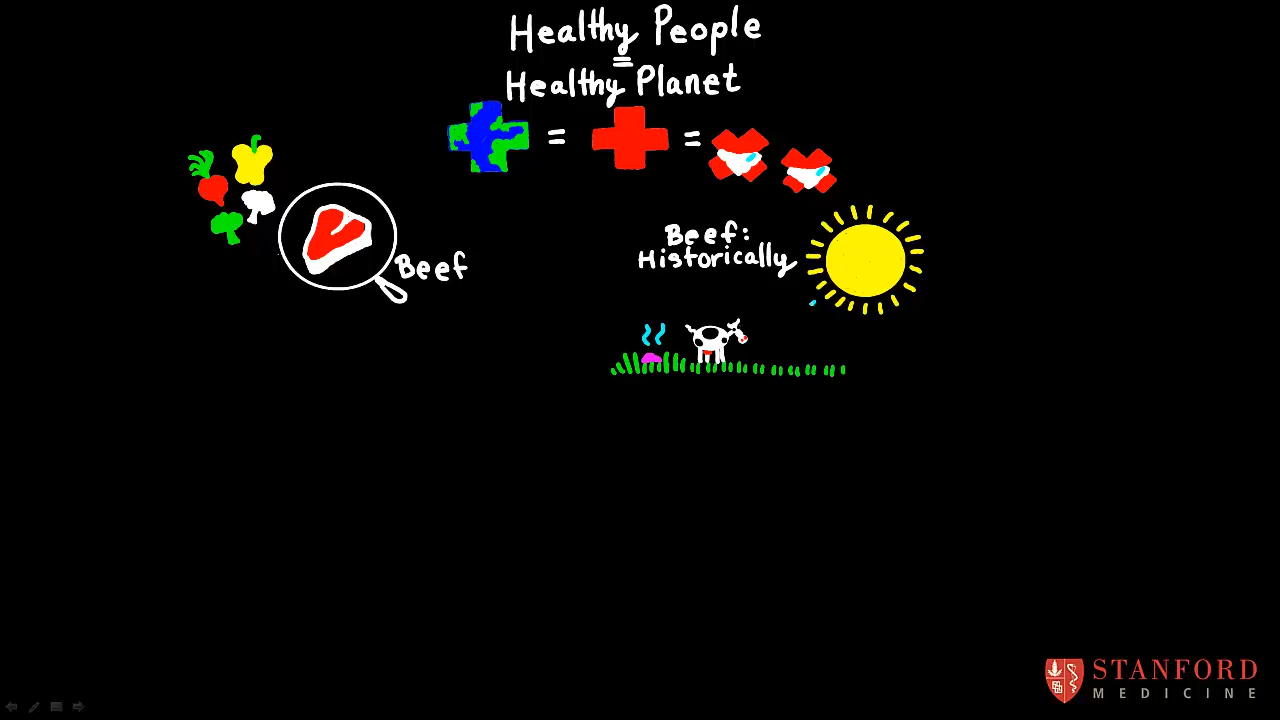 Healthy People
=
Healthy Planet
= =
Beef
Beef:
Historically
STANFORD
MEDICINE